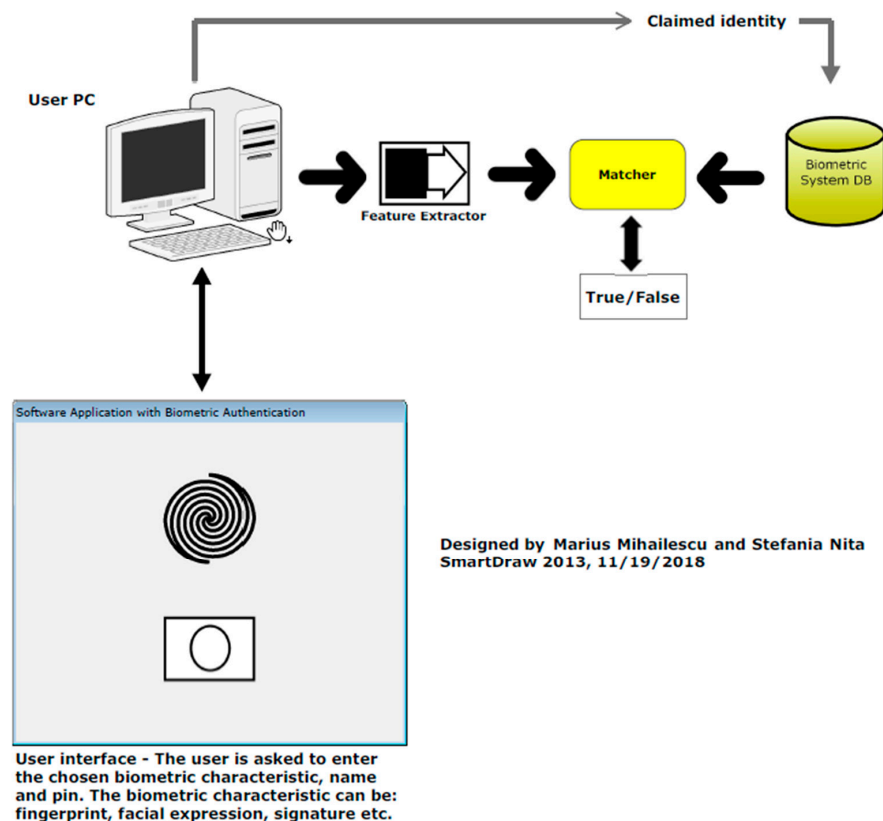 Claimed identity
User PC
Biometric
System DB
Matcher
Feature Extractor
True/False
Software Application with Biometric Authentication
Designed by Marius Mihailescu and Stefania Nita
SmartDraw 2013, 11/19/2018
User interface - The user is asked to enter
the chosen biometric characteristic, name
and pin. The biometric characteristic can be:
fingerprint, facial expression, signature etc.